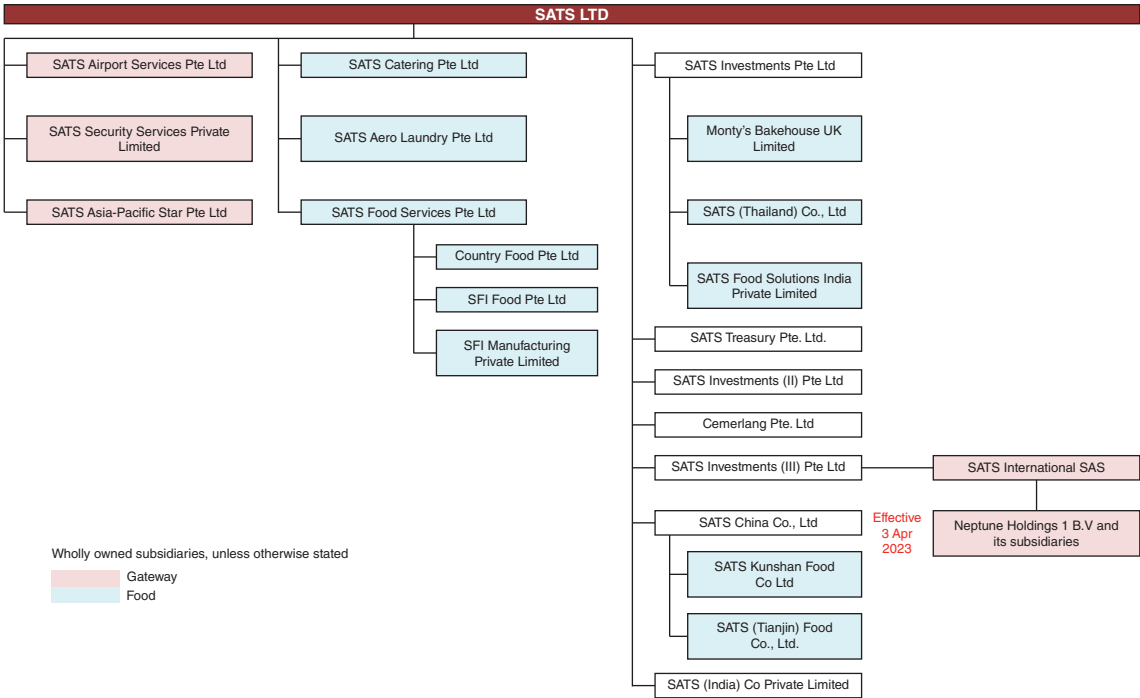 SATS LTD
SATS Airport Services Pte Ltd
SATS Security Services Private
Limited
SATS Asia-Pacific Star Pte Ltd
SATS Catering Pte Ltd
SATS Aero Laundry Pte Ltd
SATS Food Services Pte Ltd
Country Food Pte Ltd
SFI Food Pte Ltd
SFI Manufacturing
Private Limited
SATS Investments Pte Ltd
Monty's Bakehouse UK
Limited
SATS (Thailand) Co., Ltd
SATS Food Solutions India
Private Limited
SATS Treasury Pte. Ltd.
SATS Investments (II) Pte Ltd
Cemerlang Pte. Ltd
SATS Investments (III) Pte Ltd
SATS International SAS
Effective
3 Apr
2023
Neptune Holdings 1 B.V and
its subsidiaries
SATS China Co., Ltd
SATS Kunshan Food
Co Ltd
SATS (Tianjin) Food
Co., Ltd.
SATS (India) Co Private Limited
Wholly owned subsidiaries, unless otherwise stated
Gateway
Food